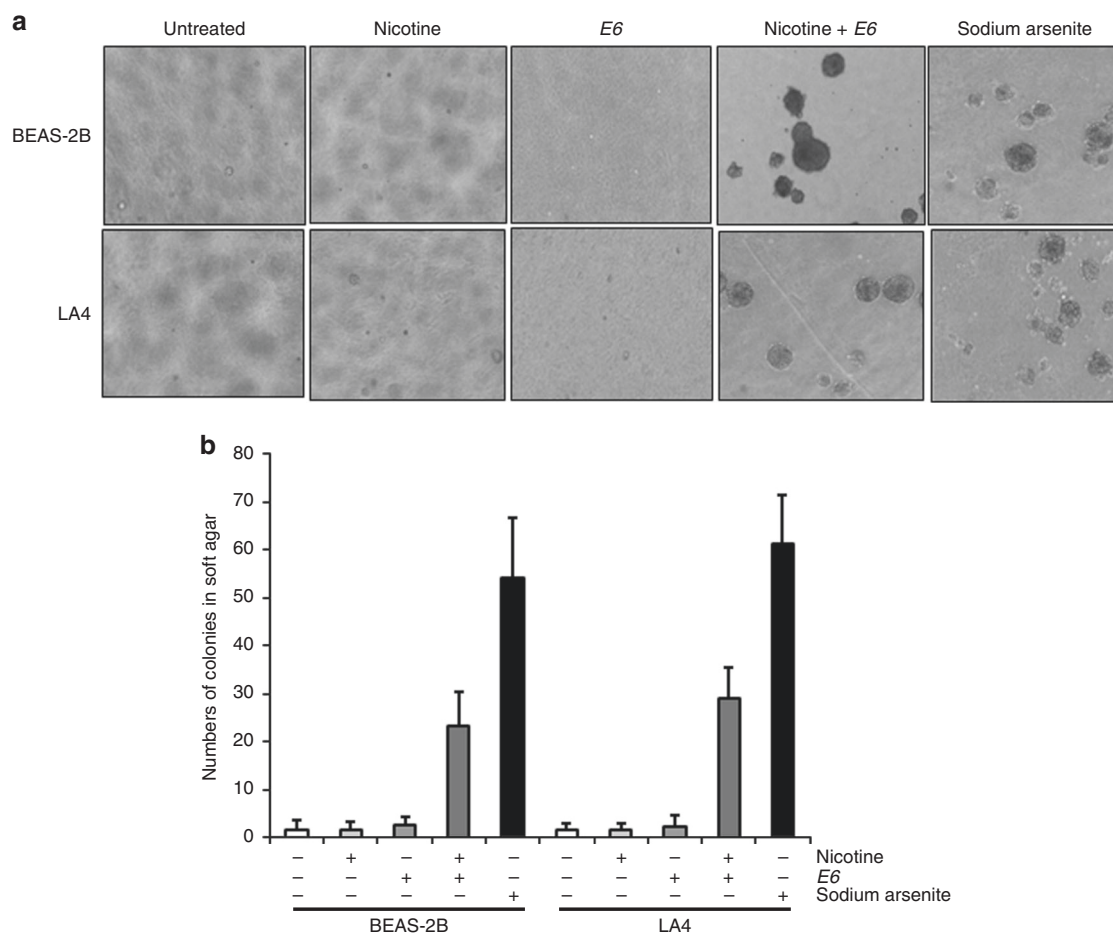 a
Untreated Nicotine E6 Nicotine + E6 Sodium arsenite
BEAS-2B
LA4
b
Numbers of colonies in soft agar
80
70
60
50
40
30
20
10
0
– + – + – – + – + – Nicotine
– – + + – – – + + – E6
– – – – + – – – – + Sodium arsenite
BEAS-2B LA4